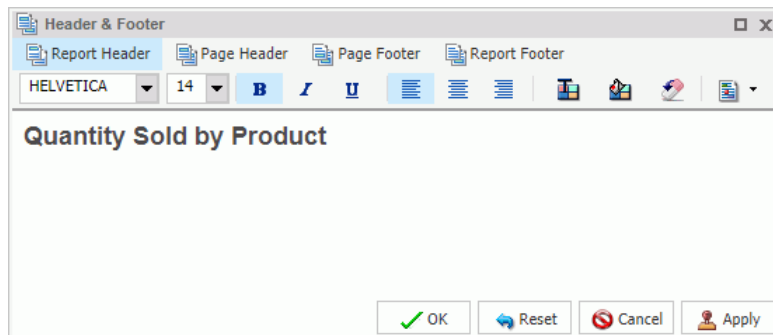 Header & Footer
Report Header Page Header Page Footer Report Footer
HELVETICA 14 B I U
Quantity Sold by Product
OK Reset Cancel Apply